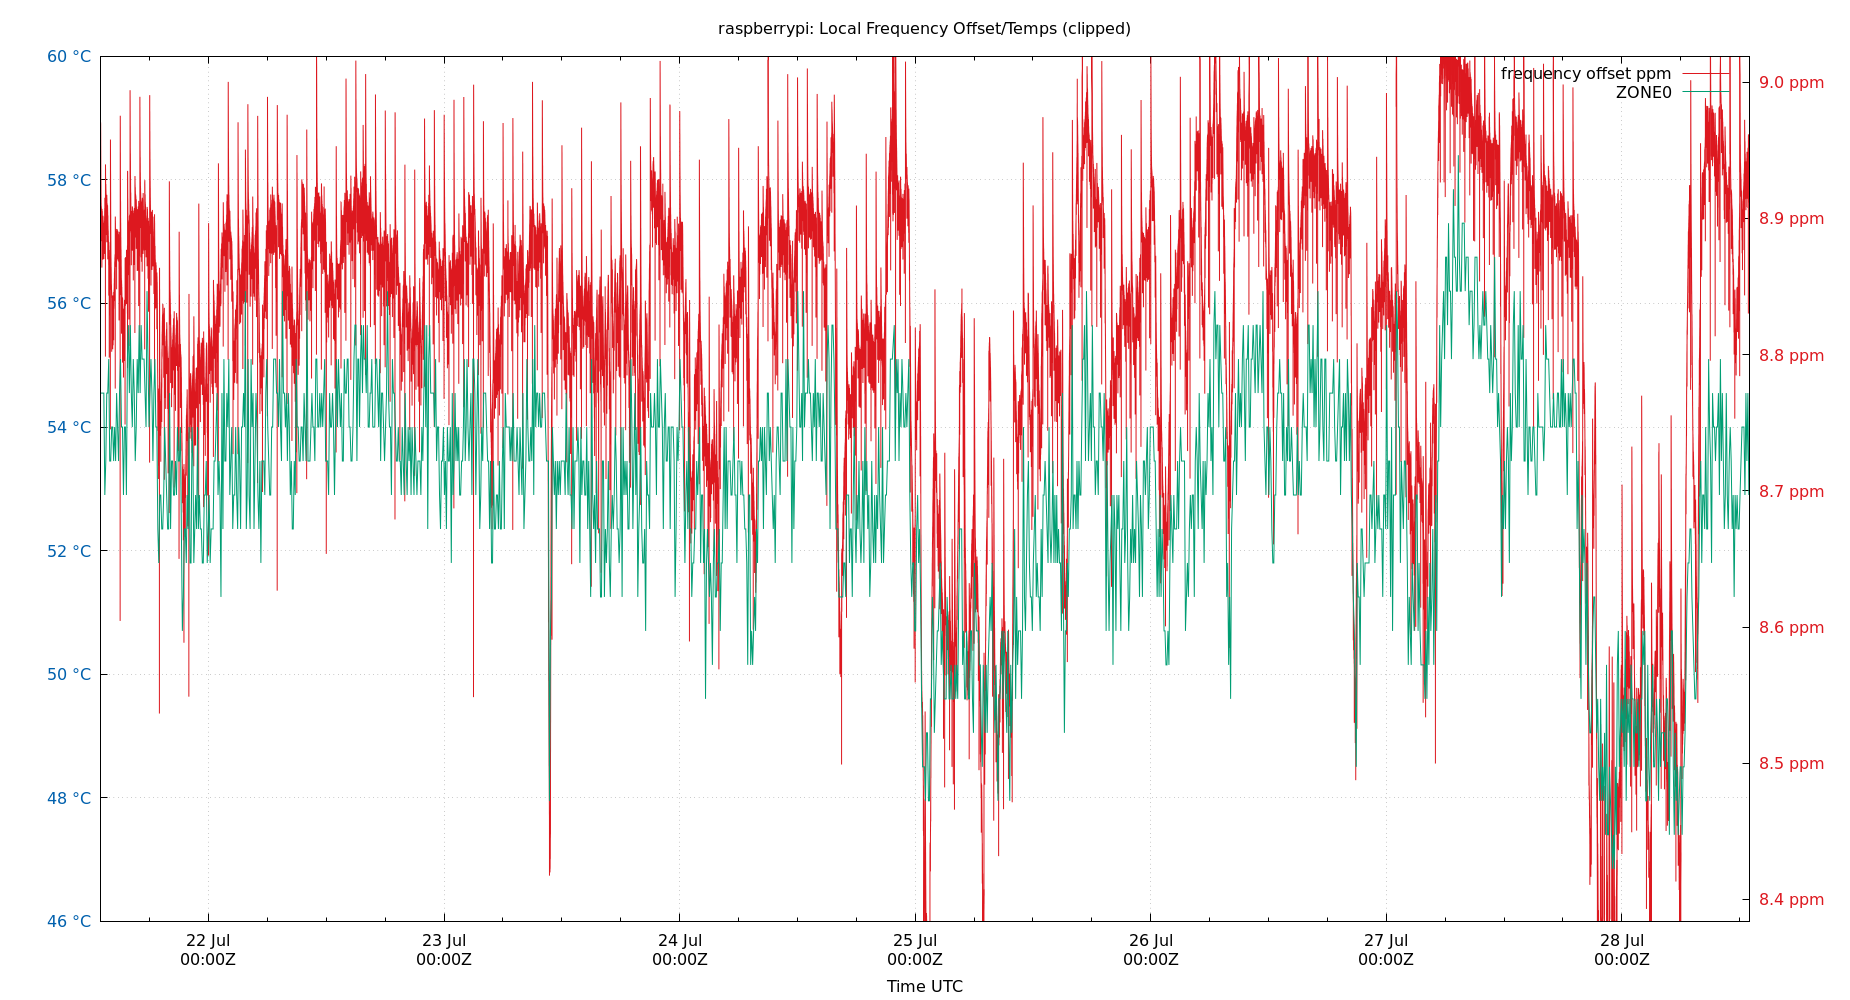 raspberrypi: Local Frequency Offset/Temps (clipped)
60 °C
58 °C
56 °C
54 °C
52 °C
50 °C
48 °C
46 °C
frequency offset ppm
ZONE0
9.0 ppm
8.9 ppm
8.8 ppm
8.7 ppm
8.6 ppm
8.5 ppm
8.4 ppm
22 Jul
00:00Z
23 Jul
00:00Z
24 Jul
00:00Z
25 Jul
00:00Z
26 Jul
00:00Z
27 Jul
00:00Z
28 Jul
00:00Z
Time UTC